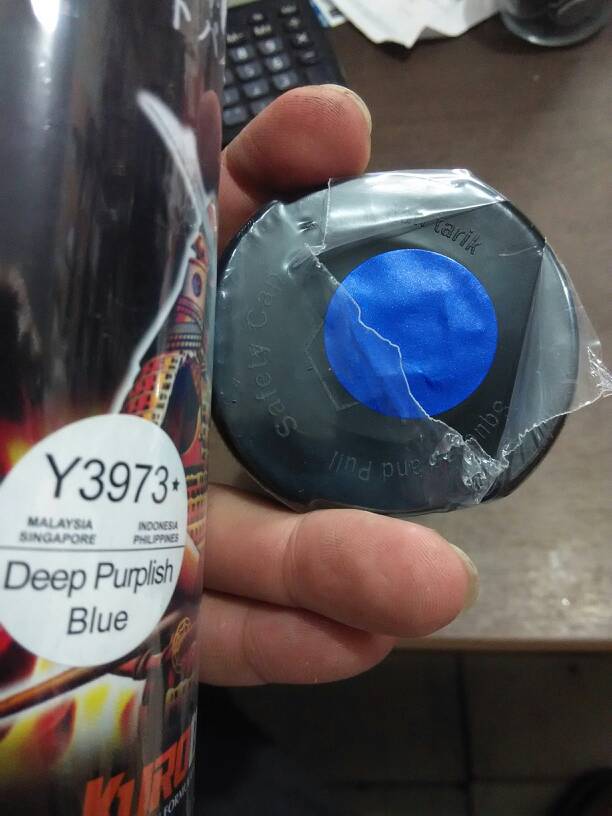 Y3973*
MALAYSIA INDONESIA
SINGAPORE PHILIPPINES
Deep Purplish
Blue
tarik
Safety Cap
and Pull